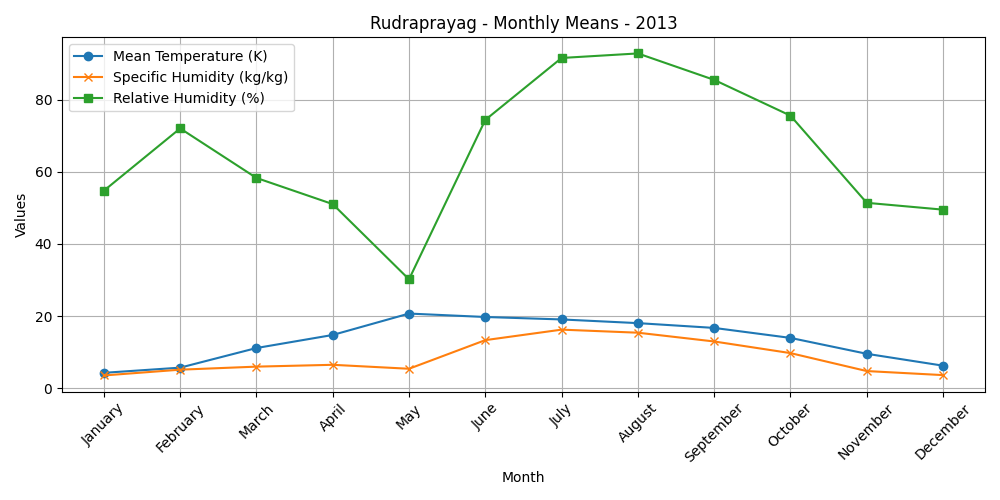 Rudraprayag - Monthly Means - 2013
Mean Temperature (K)
Specific Humidity (kg/kg)
Relative Humidity (%)
80
60
40
20
0
Values
January
February
March
April
May
June
July
August
September
October
November
December
Month